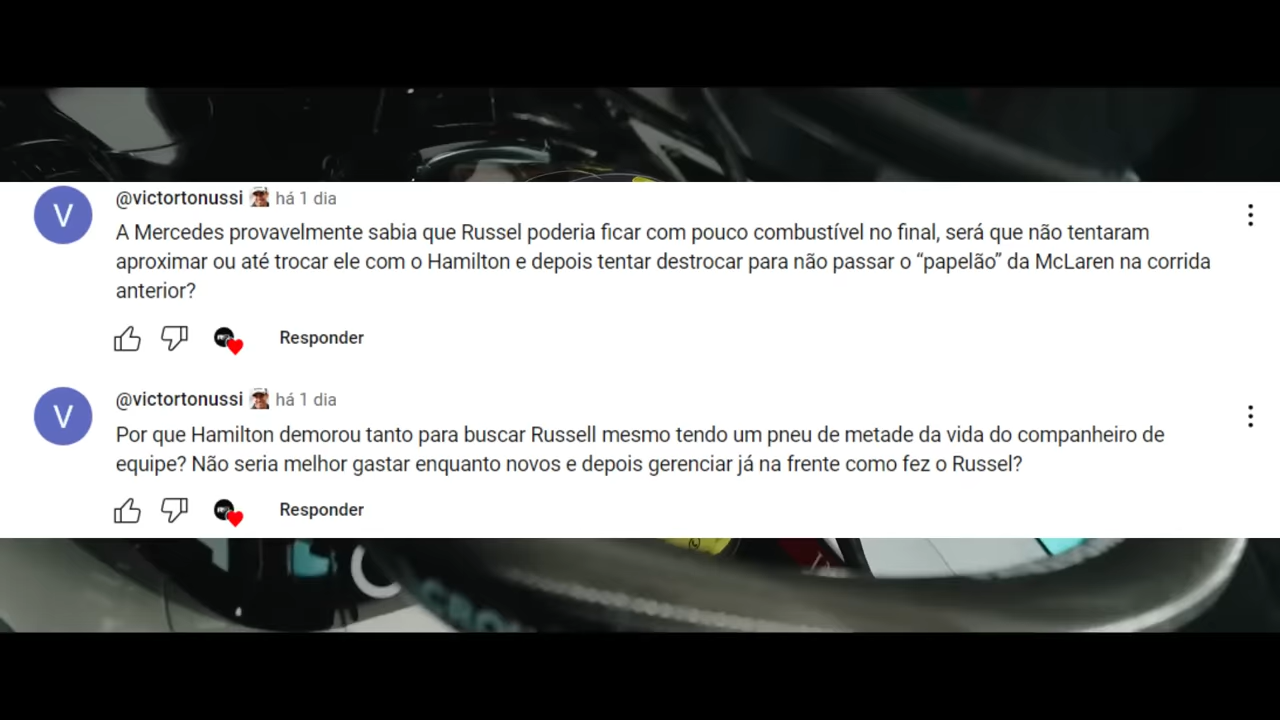 V
@victortonussi há 1 dia
A Mercedes provavelmente sabia que Russel poderia ficar com pouco combustível no final, será que não tentaram
aproximar ou até trocar ele com o Hamilton e depois tentar destrocar para não passar o “papelão” da McLaren na corrida
anterior?
Responder
V
@victortonussi há 1 dia
Por que Hamilton demorou tanto para buscar Russell mesmo tendo um pneu de metade da vida do companheiro de
equipe? Não seria melhor gastar enquanto novos e depois gerenciar já na frente como fez o Russel?
Responder